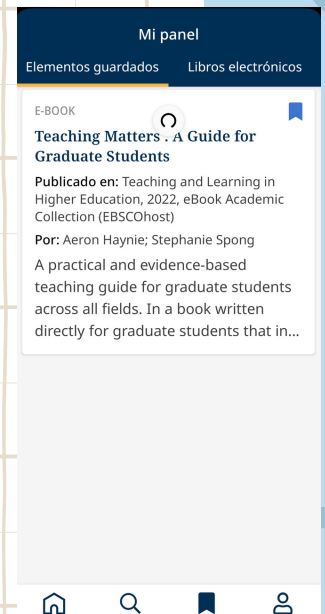 Mi panel
Elementos guardados
Libros electrónicos
E-BOOK
Teaching Matters : A Guide for
Graduate Students
Publicado en: Teaching and Learning in
Higher Education, 2022, eBook Academic
Collection (EBSCOhost)
Por: Aeron Haynie; Stephanie Spong
A practical and evidence-based
teaching guide for graduate students
across all fields. In a book written
directly for graduate students that in...